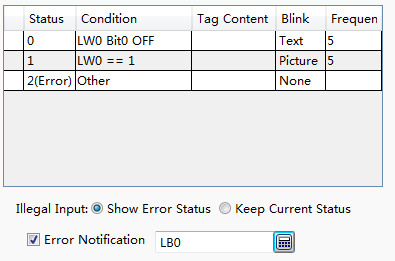 Status Condition Tag Content Blink Frequen
0 LW0 Bit0 OFF Text 5
1 LW0 == 1 Picture 5
2(Error) Other None
Illegal Input: Show Error Status Keep Current Status
Error Notification LB0